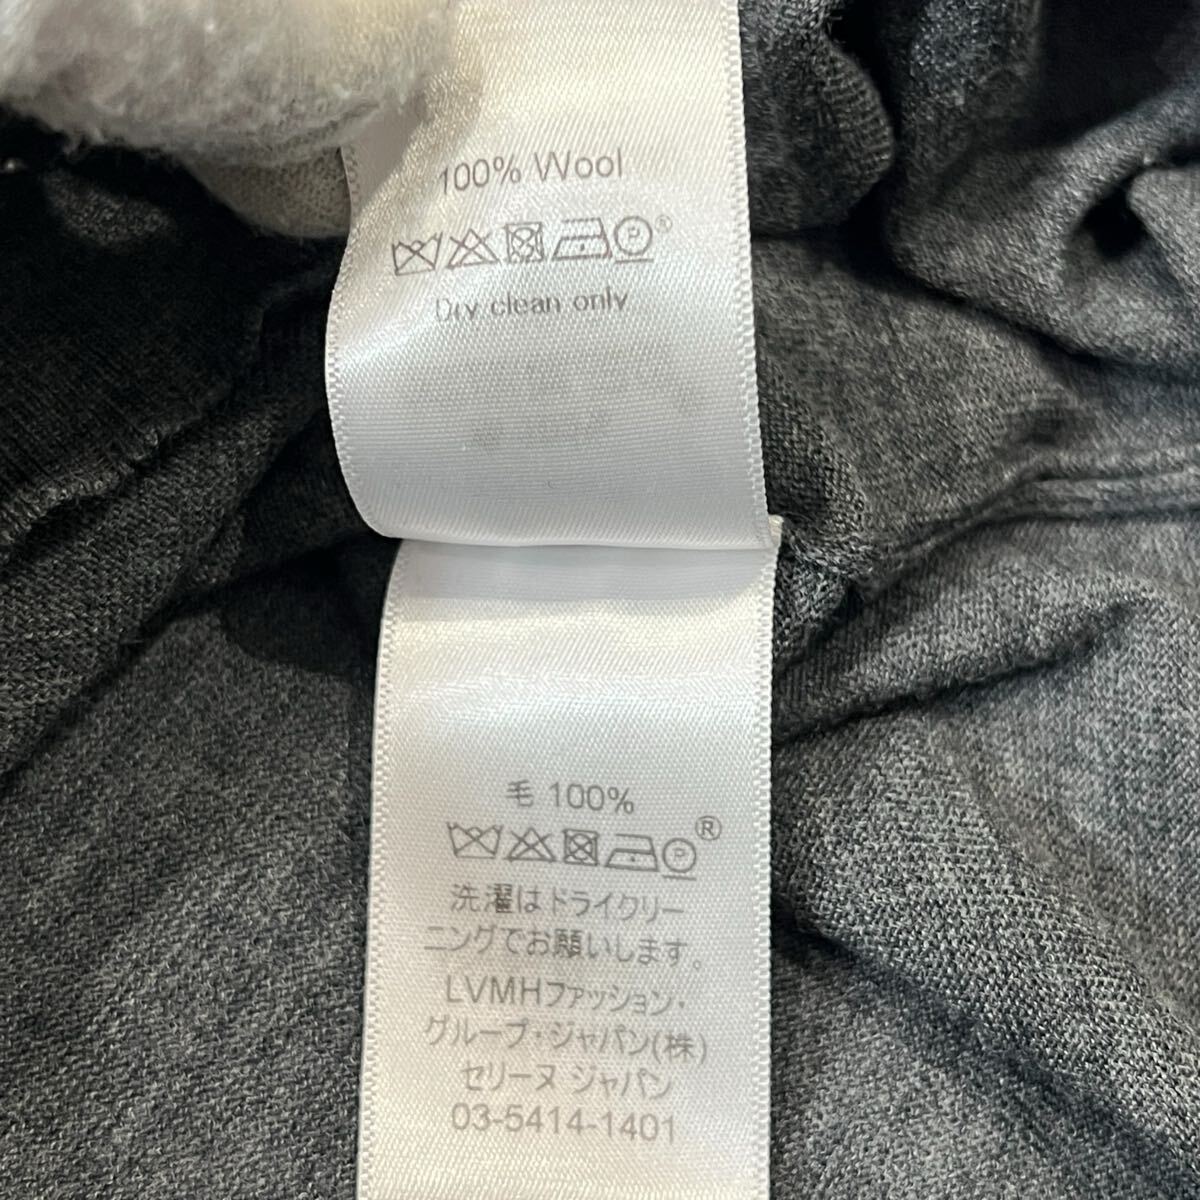 100% Wool
P®
Dry clean only
毛 100%
P®
洗濯はドライクリー
ニングでお願いします。
LVMHファッション・
グループ・ジャパン(株)
セリーヌ ジャパン
03-5414-1401